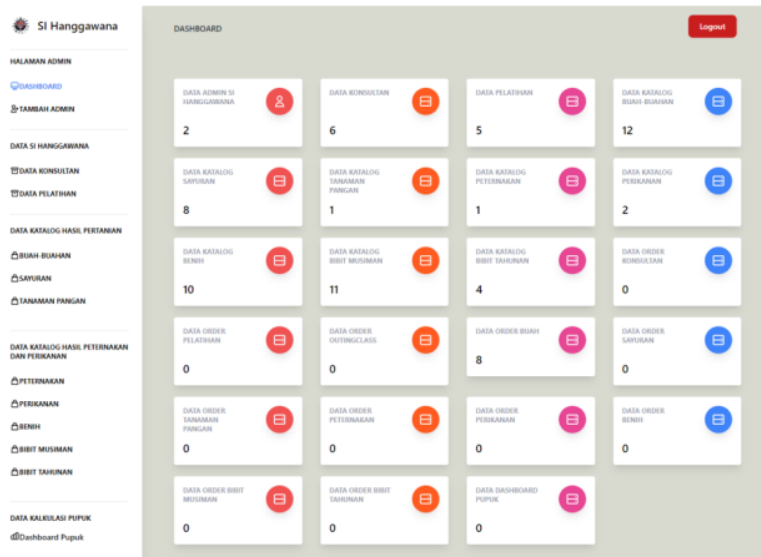 SI Hanggawana
HALAMAN ADMIN
DASHBOARD
TAMBAH ADMIN
DATA SI HANGGAWANA
DATA KONSULTAN
DATA PELATIHAN
DATA KATALOG HASIL PERTANIAN
BUAH-BUAHAN
SAYURAN
TANAMAN PANGAN
DATA KATALOG HASIL PETERNAKAN
DAN PERIKANAN
PETERNAKAN
PERIKANAN
BENIH
BIBIT MUSIMAN
BIBIT TAHUNAN
DATA KALKULASI PUPUK
Dashboard Pupuk
DASHBOARD
Logout
DATA ADMIN SI
HANGGAWANA
2
DATA KONSULTAN
6
DATA PELATIHAN
5
DATA KATALOG
BUAH-BUAHAN
12
DATA KATALOG
SAYURAN
8
DATA KATALOG
TANAMAN
PANGAN
1
DATA KATALOG
PETERNAKAN
1
DATA KATALOG
PERIKANAN
2
DATA KATALOG
BENIH
10
DATA KATALOG
BIBIT MUSIMAN
11
DATA KATALOG
BIBIT TAHUNAN
4
DATA ORDER
KONSULTAN
0
DATA ORDER
PELATIHAN
0
DATA ORDER
OUTINGCLASS
0
DATA ORDER BUAH
8
DATA ORDER
SAYURAN
0
DATA ORDER
TANAMAN
PANGAN
0
DATA ORDER
PETERNAKAN
0
DATA ORDER
PERIKANAN
0
DATA ORDER
BENIH
0
DATA ORDER BIBIT
MUSIMAN
0
DATA ORDER BIBIT
TAHUNAN
0
DATA DASHBOARD
PUPUK
0